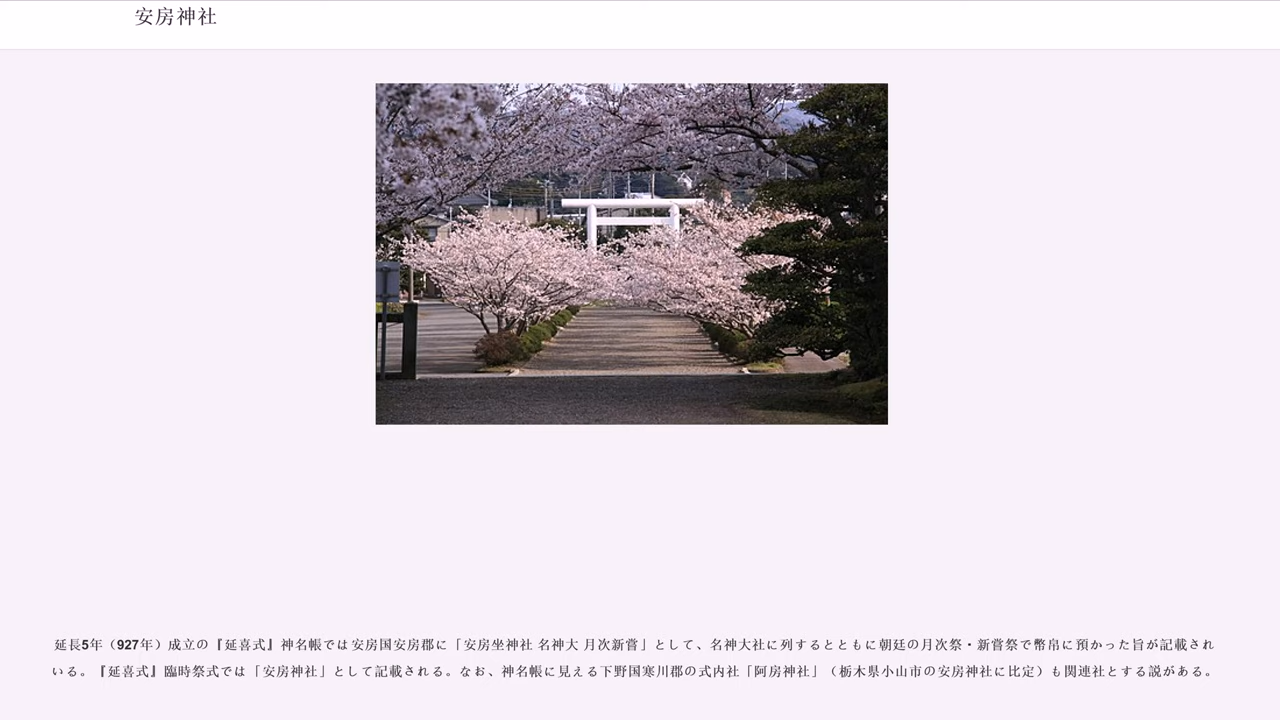 安房神社
延長5年（927年）成立の『延喜式』神名帳では安房国安房郡に「安房坐神社 名神大 月次新嘗」として、名神大社に列するとともに朝廷の月次祭・新嘗祭で幣帛に預かった旨が記載され
いる。『延喜式』臨時祭式では「安房神社」として記載される。なお、神名帳に見える下野国寒川郡の式内社「阿房神社」（栃木県小山市の安房神社に比定）も関連社とする説がある。